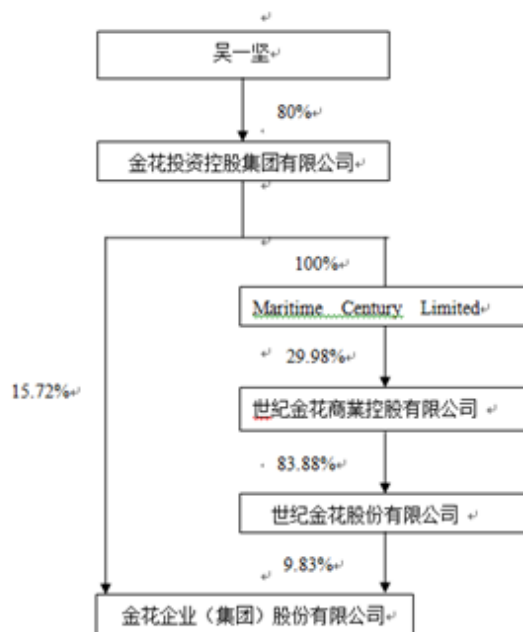 吴一坚
80%
金花投资控股集团有限公司
100%
Maritime Century Limited
29.98%
15.72%
世纪金花商業控股有限公司
83.88%
世纪金花股份有限公司
9.83%
金花企业（集团）股份有限公司